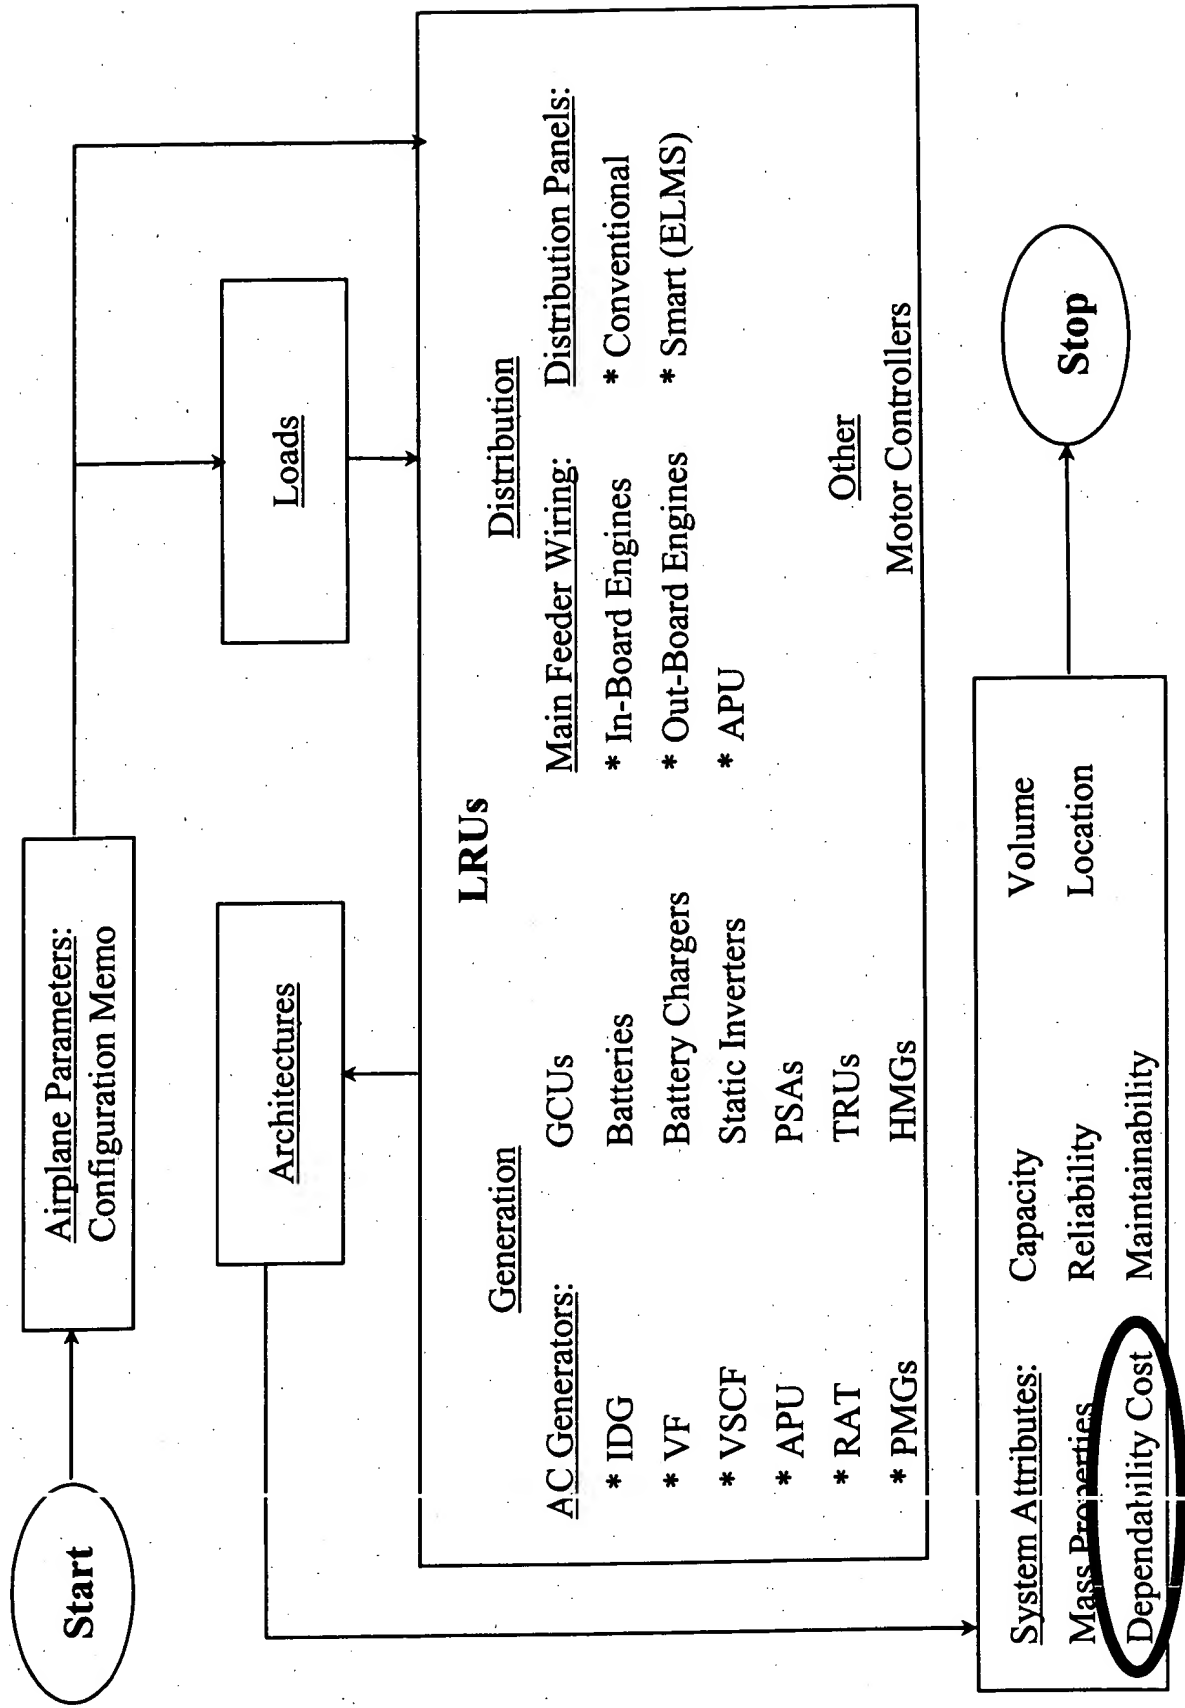 Start
Airplane Parameters:
Configuration Memo
Architectures
Loads
LRUs
Generation
AC Generators:
* IDG
* VF
* VSCF
* APU
* RAT
* PMGs
GCUs
Batteries
Battery Chargers
Static Inverters
PSAs
TRUs
HMGs
Distribution
Main Feeder Wiring:
* In-Board Engines
* Out-Board Engines
* APU
Distribution Panels:
* Conventional
* Smart (ELMS)
Other
Motor Controllers
System Attributes:
Mass Properties
Dependability Cost
Capacity
Reliability
Maintainability
Volume
Location
Stop